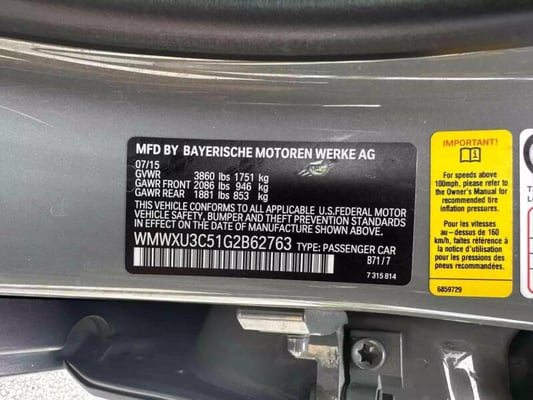 MFD BY BAYERISCHE MOTOREN WERKE AG
07/15
GVWR 3860 lbs 1751 kg
GAWR FRONT 2086 lbs 946 kg
GAWR REAR 1881 lbs 853 kg
THIS VEHICLE CONFORMS TO ALL APPLICABLE U.S.FEDERAL MOTOR
VEHICLE SAFETY, BUMPER AND THEFT PREVENTION STANDARDS
IN EFFECT ON THE DATE OF MANUFACTURE SHOWN ABOVE.
WMWXU3C51G2B62763 TYPE: PASSENGER CAR
B71/7
7 315 814
IMPORTANT!
For speeds above
100mph, please refer to
the Owner's Manual for
recommended tire
inflation pressures.
Pour les vitesses
au-dessus de 160
km/h, se reporter à
la notice d'utilisation
pour les pressions des
pneus recommandées.
6859729